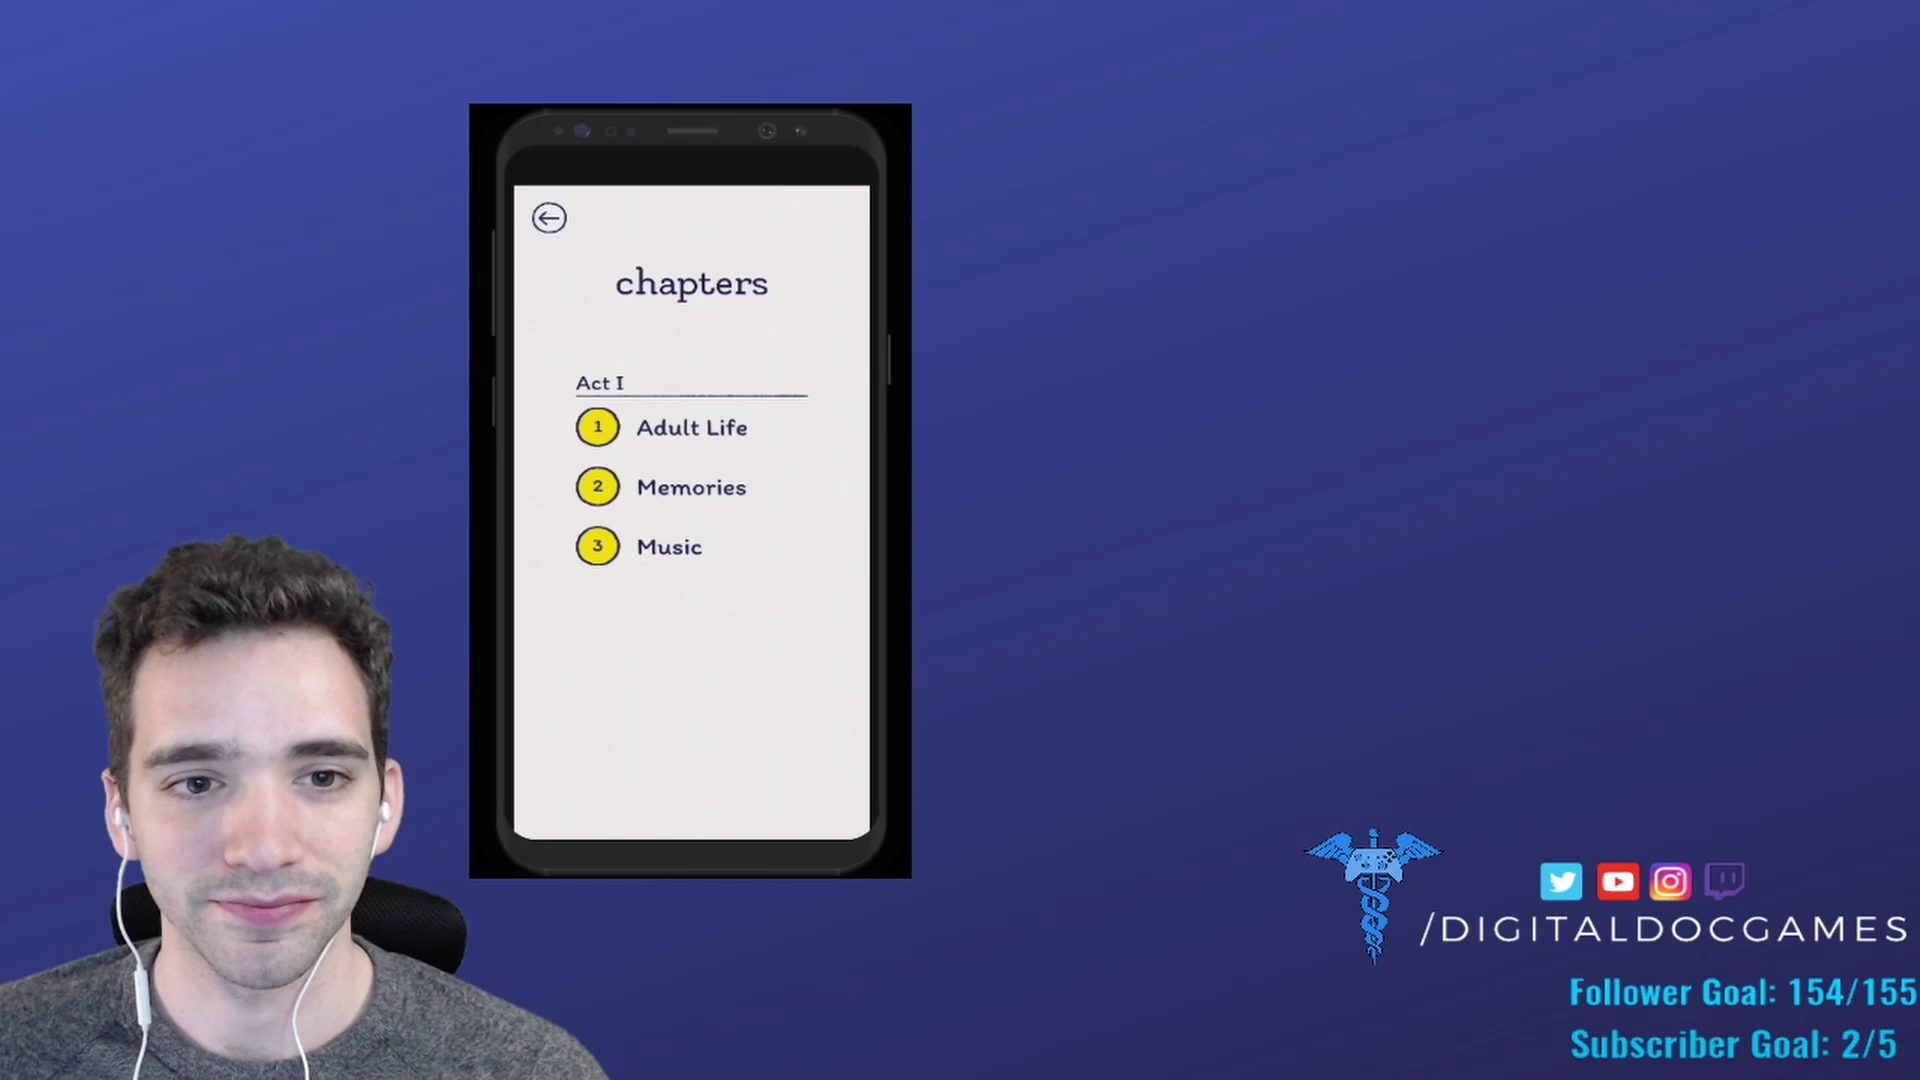 chapters
Act I
1 Adult Life
2 Memories
3 Music
/DIGITALDOCGAMES
Follower Goal: 154/155
Subscriber Goal: 2/5